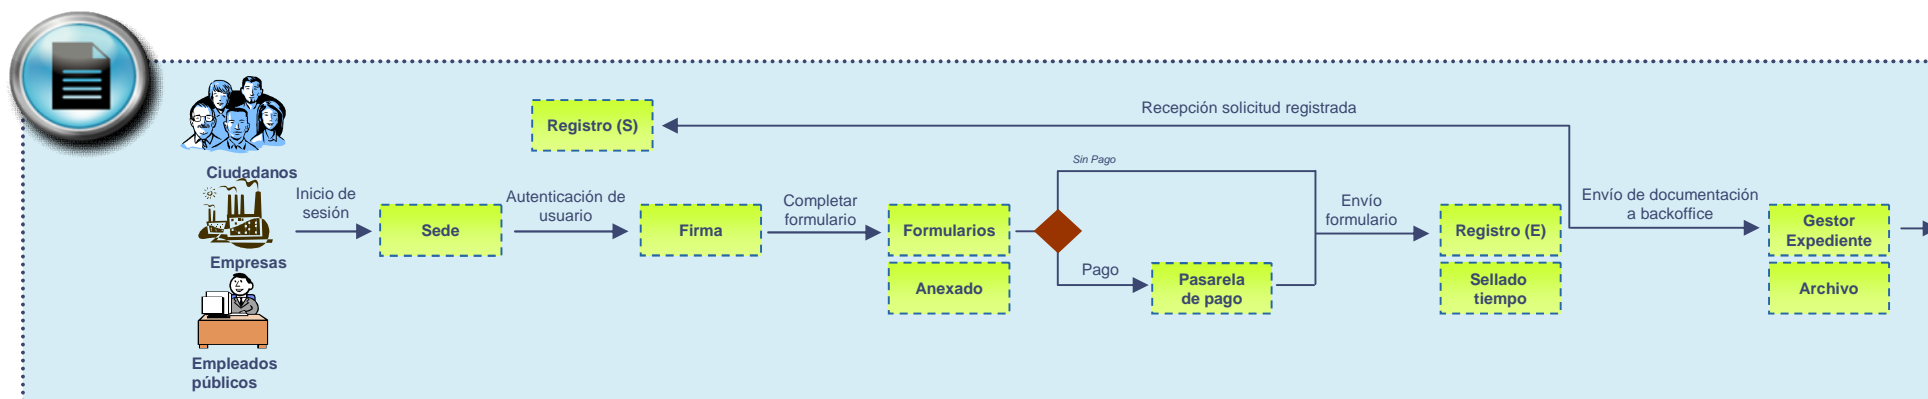 Ciudadanos
Empresas
Empleados
públicos
Inicio de
sesión
Sede
Autenticación de
usuario
Registro (S)
Recepción solicitud registrada
Firma
Completar
formulario
Formularios
Anexado
Sin Pago
Pago
Pasarela
de pago
Envío
formulario
Registro (E)
Sellado
tiempo
Envío de documentación
a backoffice
Gestor
Expediente
Archivo